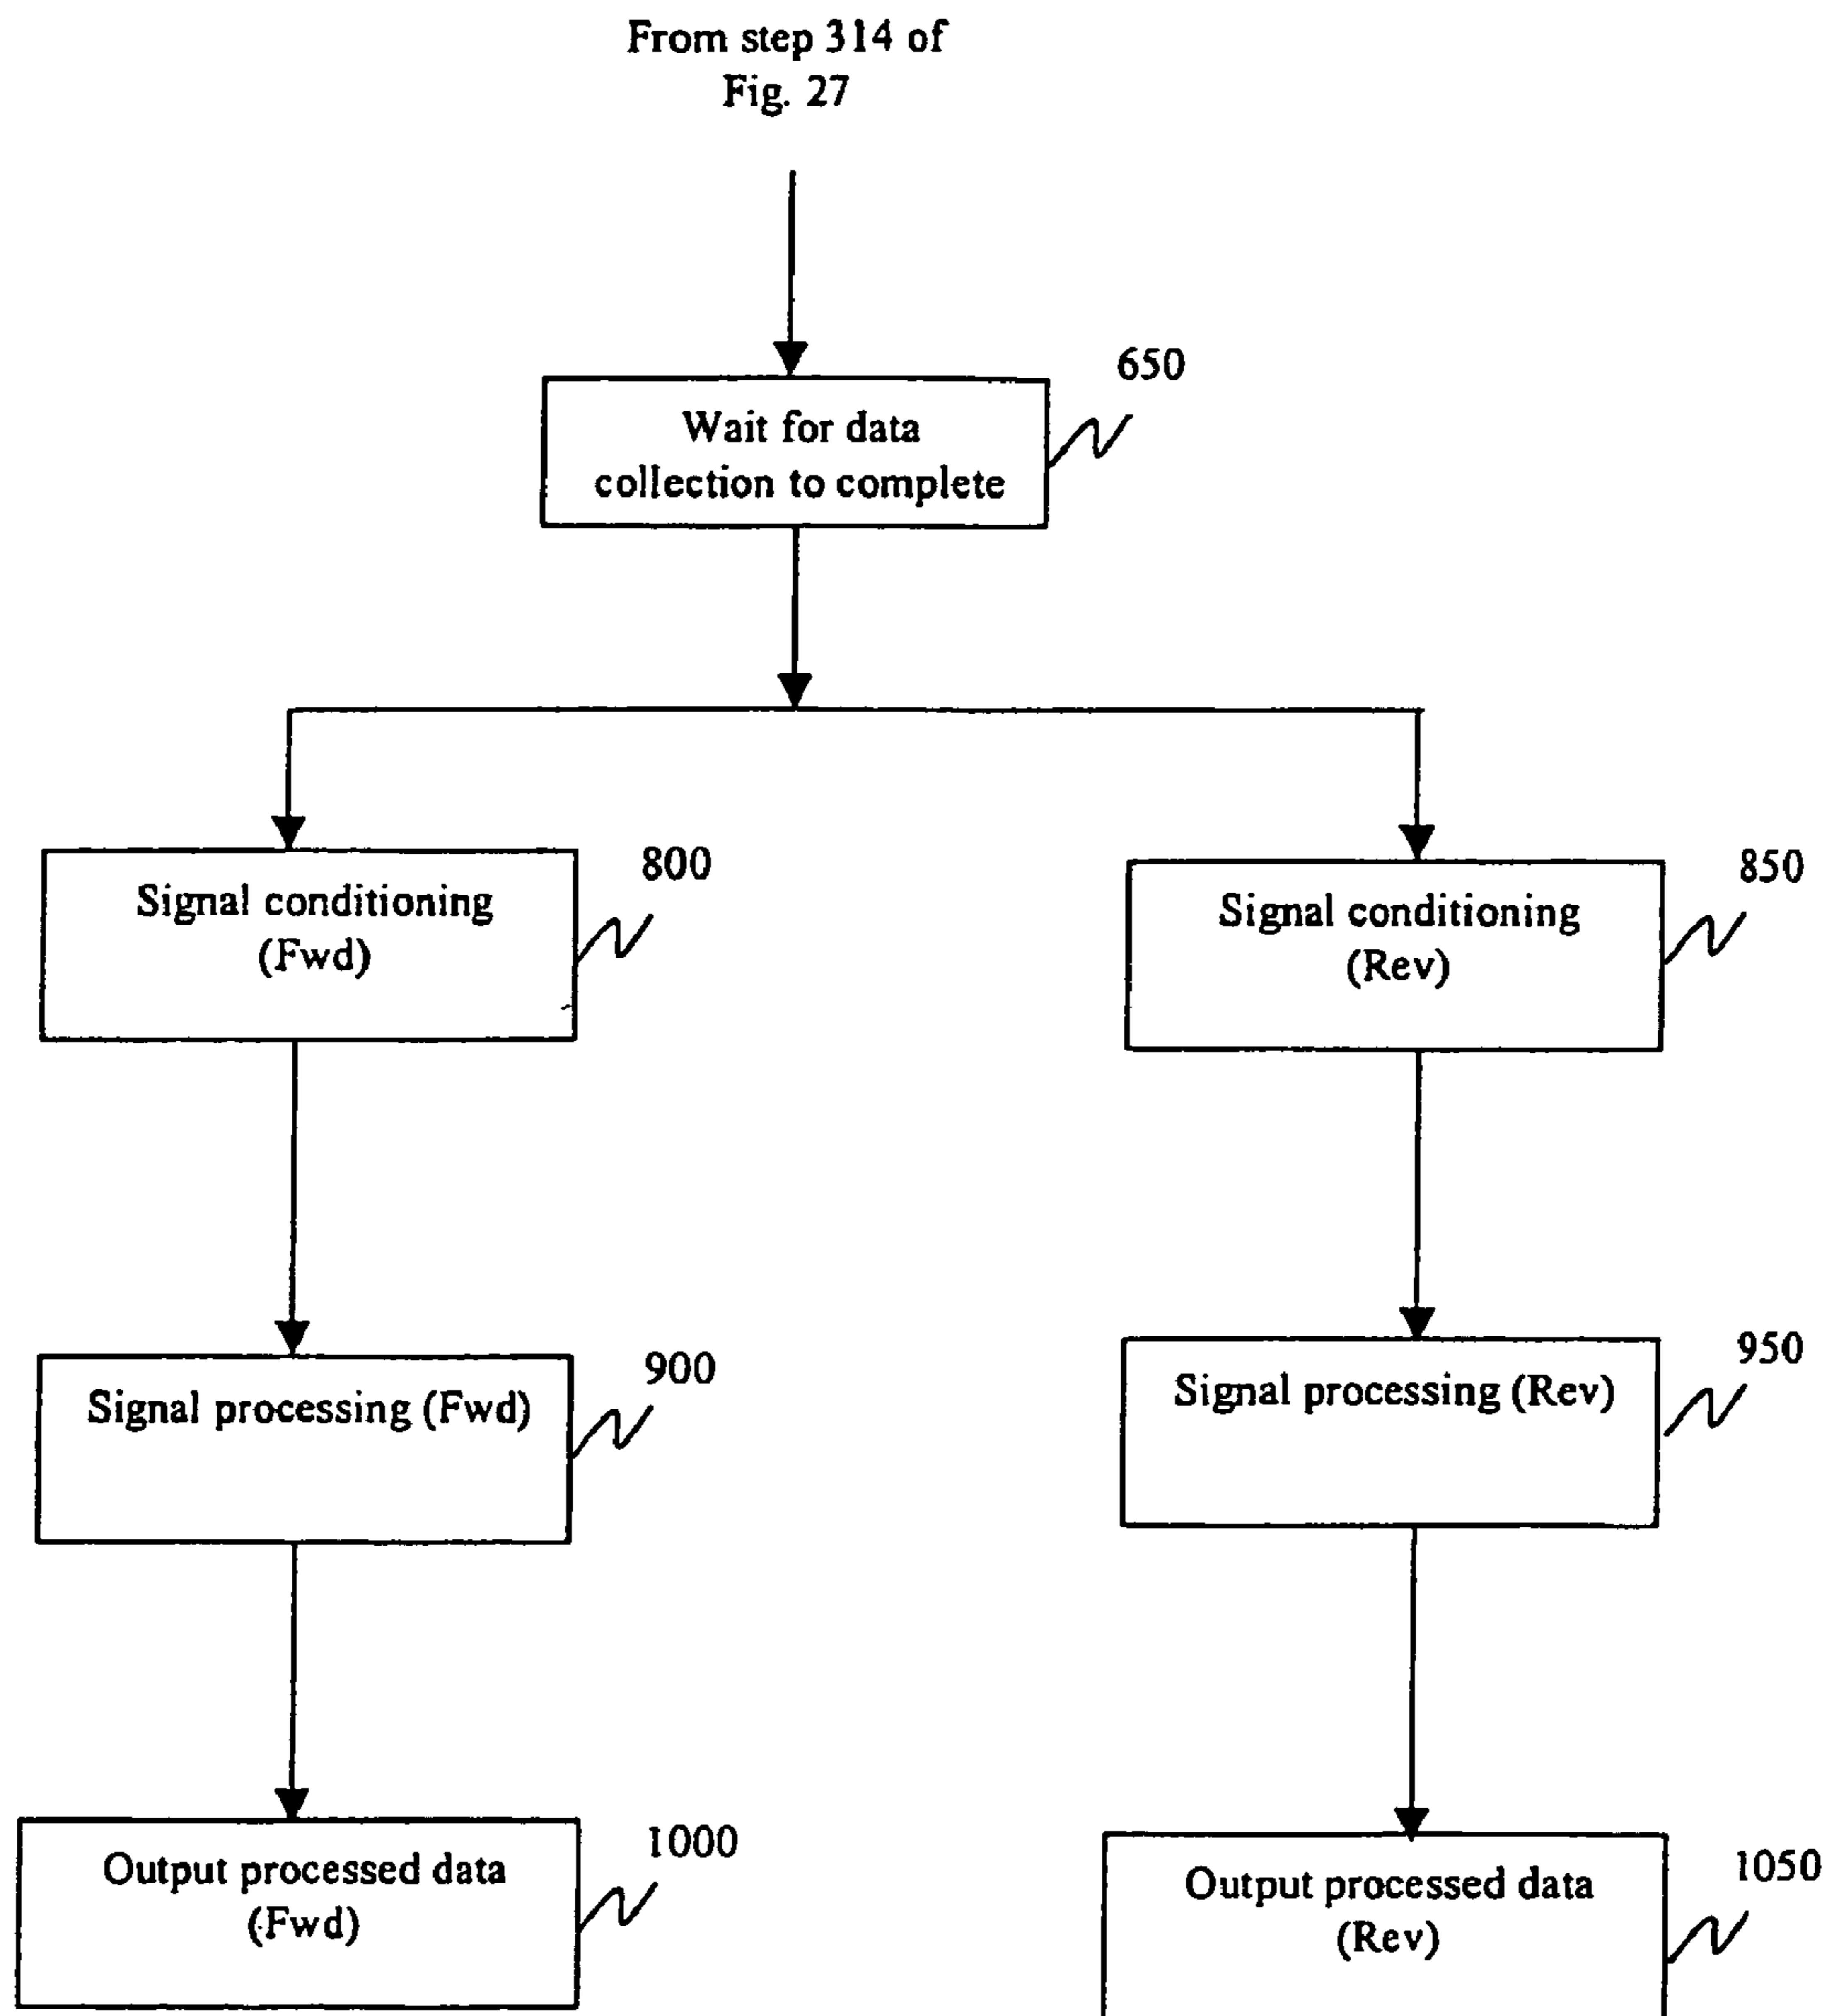 From step 314 of
Fig. 27
650
Wait for data
collection to complete
800
Signal conditioning
(Fwd)
850
Signal conditioning
(Rev)
900
Signal processing (Fwd)
950
Signal processing (Rev)
1000
Output processed data
(Fwd)
1050
Output processed data
(Rev)